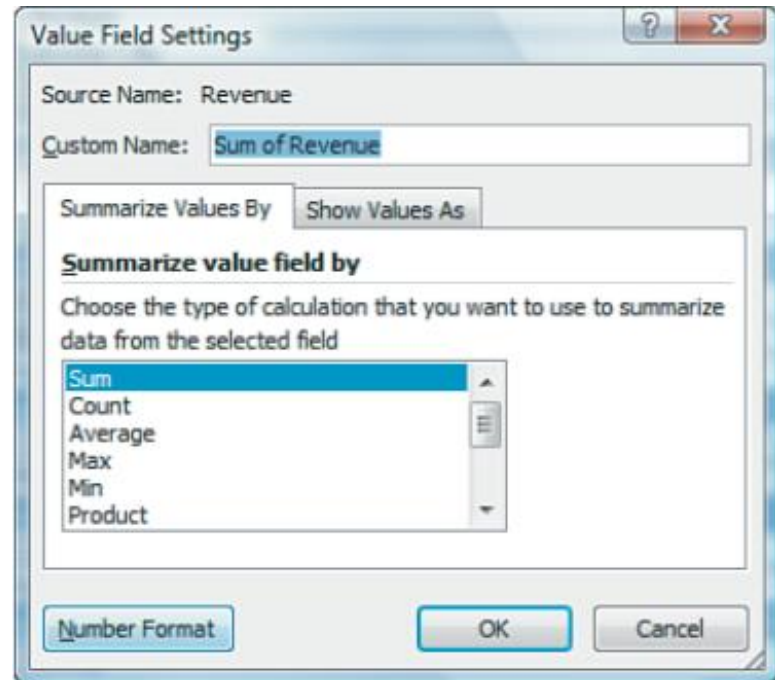 Value Field Settings
Source Name: Revenue
Custom Name: Sum of Revenue
Summarize Values By Show Values As
Summarize value field by
Choose the type of calculation that you want to use to summarize
data from the selected field
Sum
Count
Average
Max
Min
Product
Number Format OK Cancel